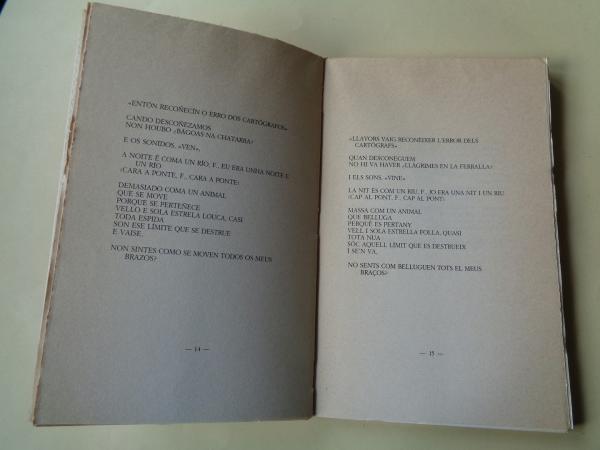 «ENTÓN RECOÑECÍN O ERRO DOS CARTÓGRAFOS»
CANDO DESCOÑEZAMOS
NON HOUBO ¿BÁGOAS NA CHATARRA?
E OS SONIDOS, «VEN».
A NOITE É COMA UN RÍO, F., EU ERA UNHA NOITE E
UN RÍO
(CARA A PONTE, F., CARA A PONTE)
DEMASIADO COMA UN ANIMAL
QUE SE MOVE
PORQUE SE PERTEÑECE
VELLO E SOLA ESTRELA LOUCA, CASI
TODA ESPIDA
SON ESE LÍMITE QUE SE DESTRUE
E VAISE.
NON SINTES COMO SE MOVEN TODOS OS MEUS
BRAZOS?
— 14 —
«LLAVORS VAIG RECONÈIXER L'ERROR DELS
CARTÒGRAFS»
QUAN DESCONEGUEM
NO HI VA HAVER ¿LLÀGRIMES EN LA FERRALLA?
I ELS SONS, «VINE».
LA NIT ÉS COM UN RIU, F., JO ERA UNA NIT I UN RIU
(CAP AL PONT, F., CAP AL PONT)
MASSA COM UN ANIMAL
QUE BELLUGA
PERQUÈ ES PERTANY
VELL I SOLA ESTRELLA FOLLA, QUASI
TOTA NUA
SÓC AQUELL LÍMIT QUE ES DESTRUEIX
I SE'N VA.
NO SENTS COM BELLUGUEN TOTS EL MEUS
BRAÇOS?
— 15 —